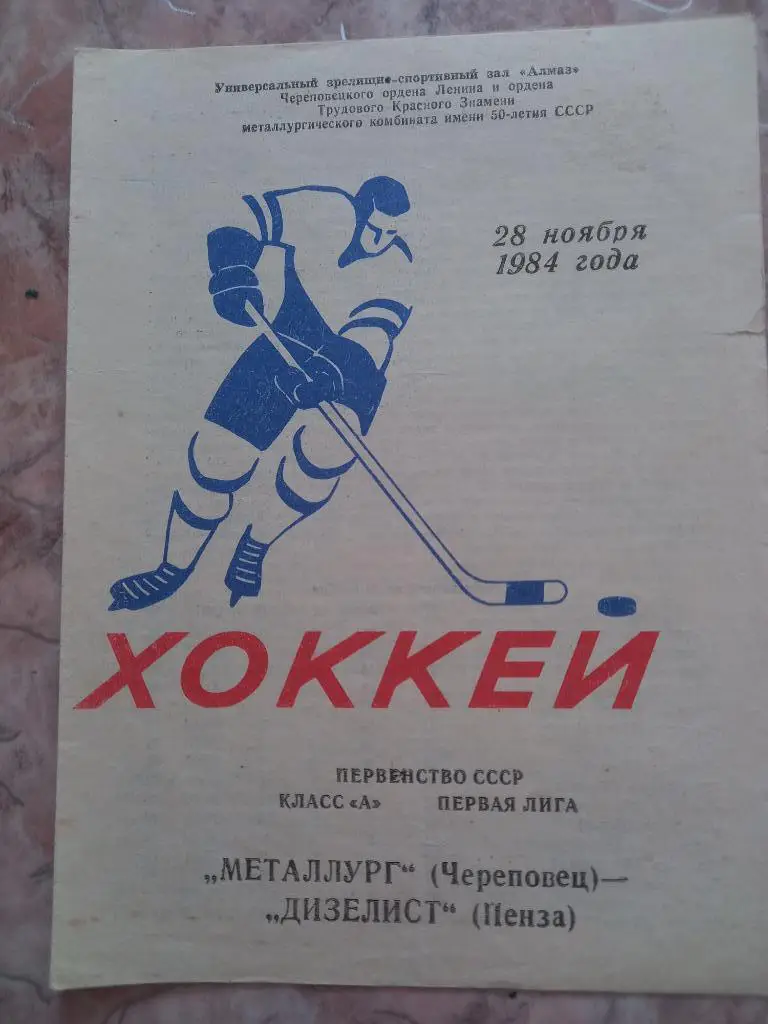 Универсальный зрелищно-спортивный зал «Алмаз»
Череповецкого ордена Ленина и ордена
Трудового Красного Знамени
металлургического комбината имени 50-летия СССР
28 ноября
1984 года
ХОККЕЙ
ПЕРВЕНСТВО СССР
КЛАСС «А» ПЕРВАЯ ЛИГА
„МЕТАЛЛУРГ“ (Череповец)—
„ДИЗЕЛИСТ“ (Пенза)